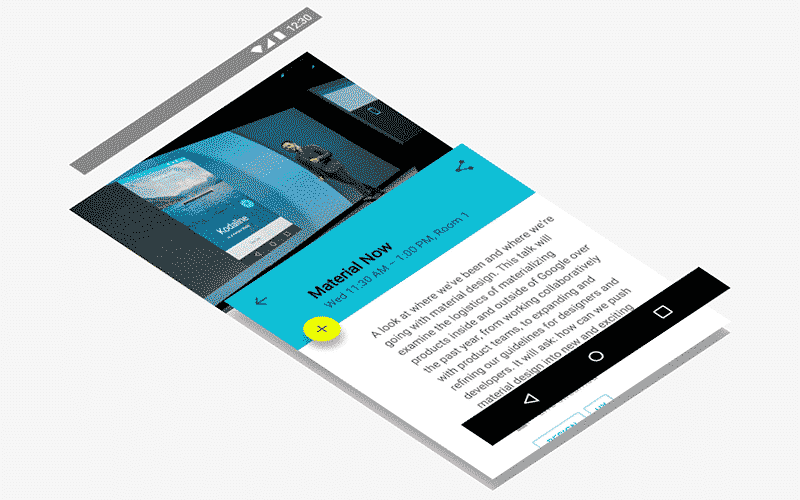 12:30
Kodaline
Material Now
Wed 11:30 AM – 1:00 PM, Room 1
A look at where we've been and where we're
going with material design. This talk will
examine the logistics of materializing
products inside and outside of Google over
the past year, from working collaboratively
with product teams, to expanding and
refining our guidelines for designers and
developers. It will ask: how can we push
material design into new and exciting
DESIGN